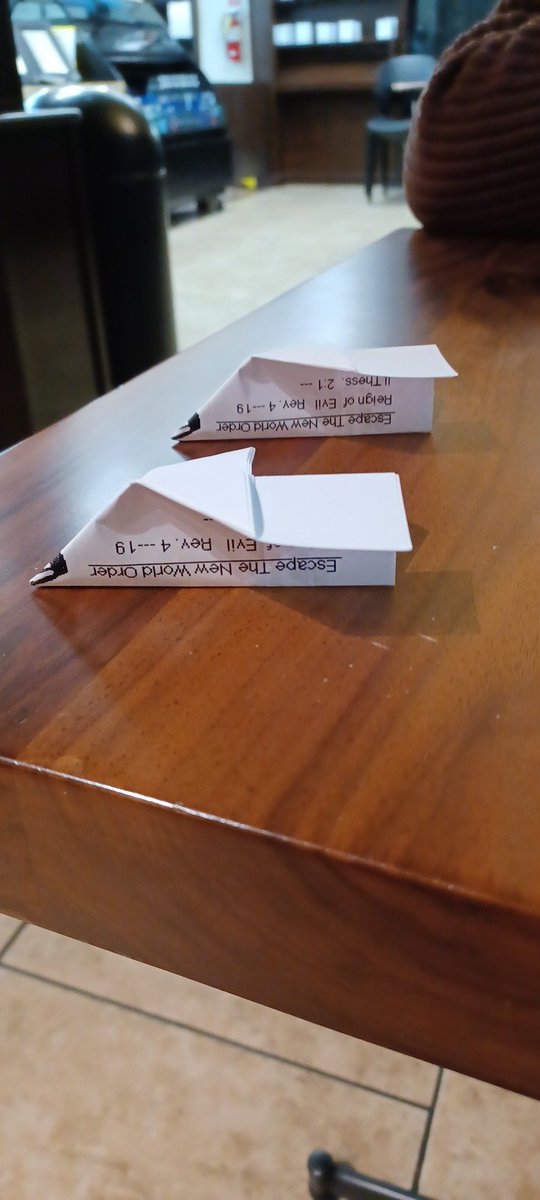 Escape The New World Order
Reign of Evil Rev. 4 ---19
II Thess. 2:1 --
Escape The New World Order
of Evil Rev. 4 ---19
--